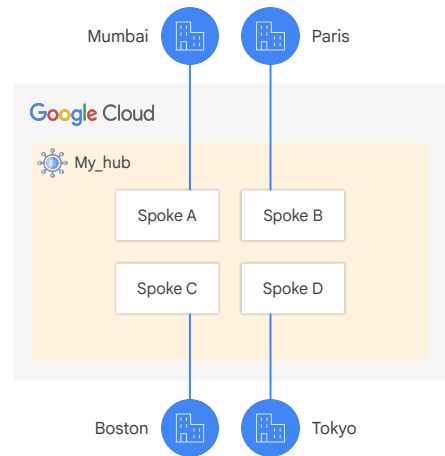 Mumbai
Paris
Google Cloud
My_hub
Spoke A
Spoke B
Spoke C
Spoke D
Boston
Tokyo